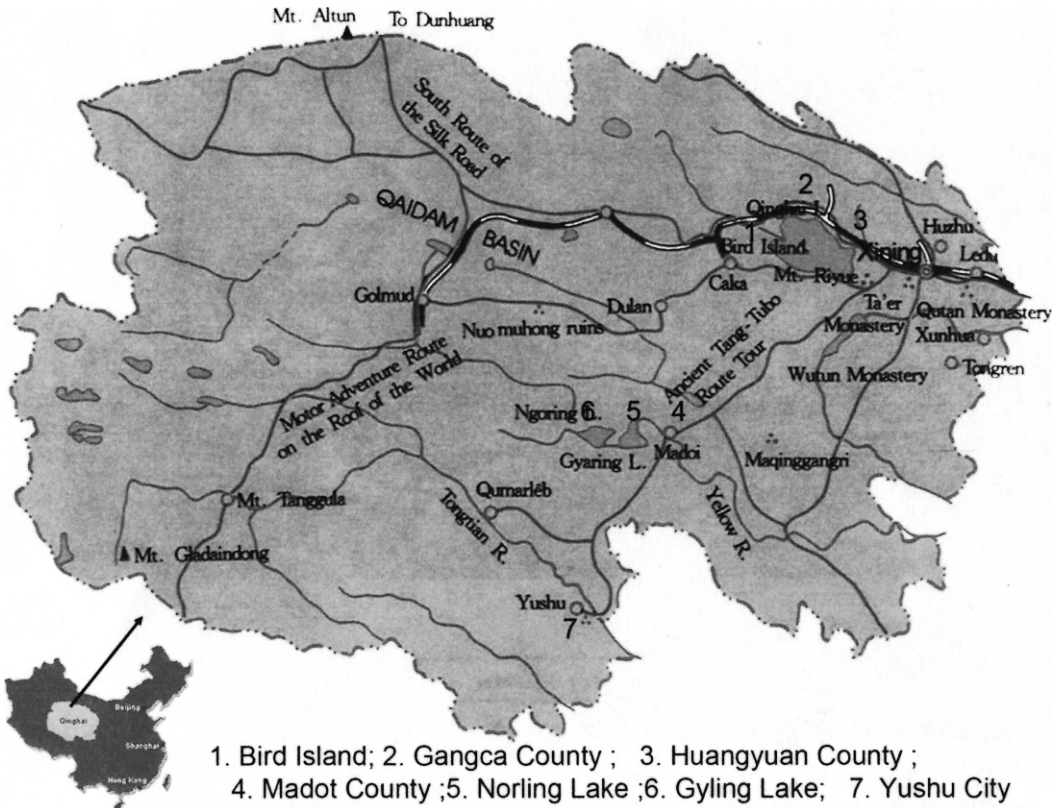 Mt. Altun
To Dunhuang
South Route of
the Silk Road
QAIDAM
BASIN
2
Qinghai L.
3
1
Bird Island
Xining
Huzhu
Ledu
Mt. Riyue
Caka
Golmud
Dulan
Ta'er
Monastery
Qutan Monastery
Nuo muhong ruins
Xunhua
Ancient Tang-Tubo
Route Tour
Tongren
Wutun Monastery
Motor Adventure Route
on the Roof of the World
Ngoring L.
6
5
4
Gyaring L.
Madoi
Maqinggangri
Qumarlêb
Mt. Tanggula
Tongtian R.
Yellow R.
Mt. Gladaindong
Yushu
7
Beijing
Qinghai
Shanghai
Hong Kong
1. Bird Island; 2. Gangca County ; 3. Huangyuan County ;
4. Madot County ;5. Norling Lake ;6. Gyling Lake; 7. Yushu City